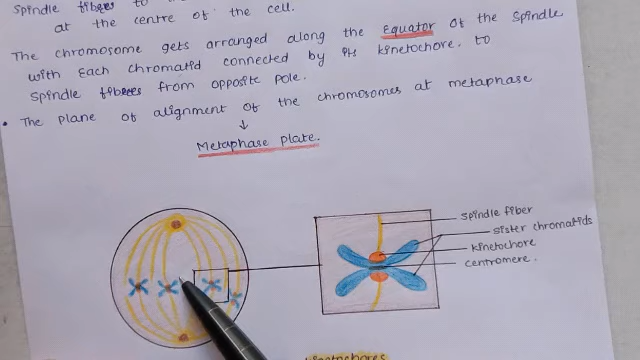 Spindle fibers to
at the centre of the cell.
The chromosome gets arranged along the Equator of the Spindle
with Each chromatid connected by its kinetochore. to
Spindle fibers from opposite pole.
• The plane of alignment of the chromosomes at metaphase
↓
Metaphase plate.
spindle fiber
sister chromatids
kinetochore
centromere.